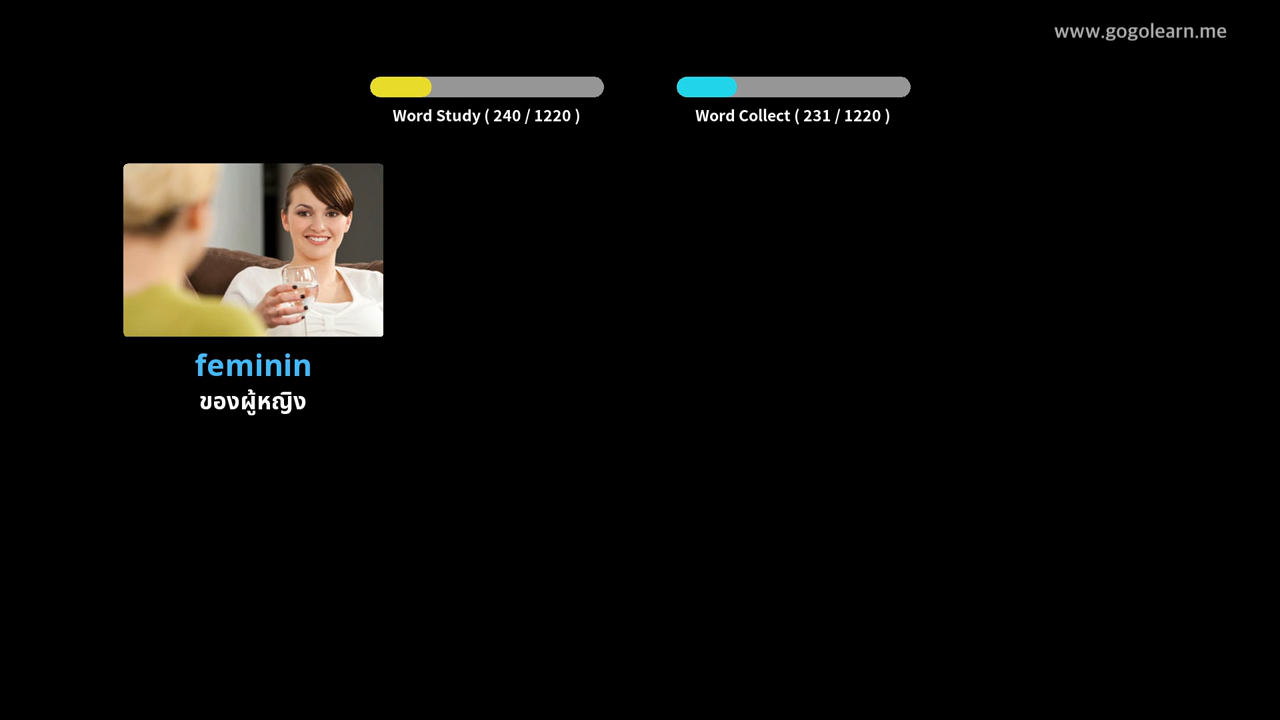 www.gogolearn.me
Word Study ( 240 / 1220 )
Word Collect ( 231 / 1220 )
feminin
ของผู้หญิง